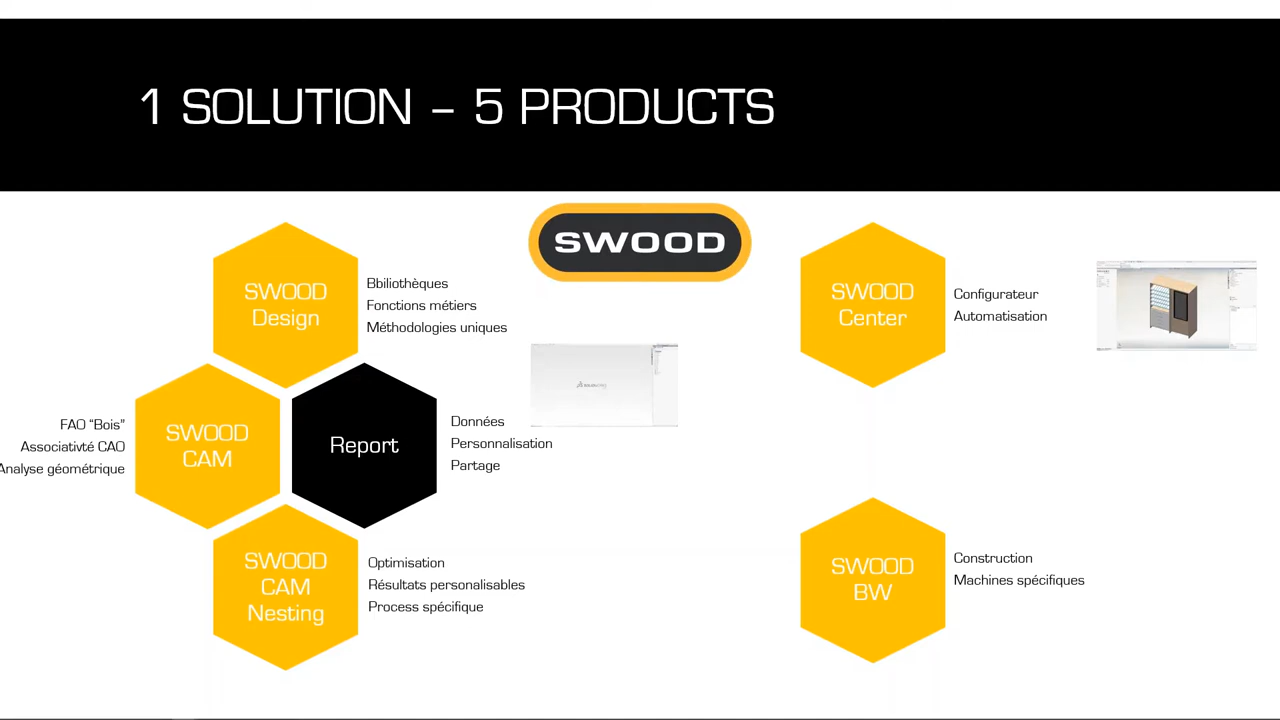 1 SOLUTION – 5 PRODUCTS
SWOOD
SWOOD
Design
Bbiliothèques
Fonctions métiers
Méthodologies uniques
SWOOD
Center
Configurateur
Automatisation
FAO “Bois”
Associativté CAO
Analyse géométrique
SWOOD
CAM
Report
Données
Personnalisation
Partage
SWOOD
CAM
Nesting
Optimisation
Résultats personalisables
Process spécifique
SWOOD
BW
Construction
Machines spécifiques